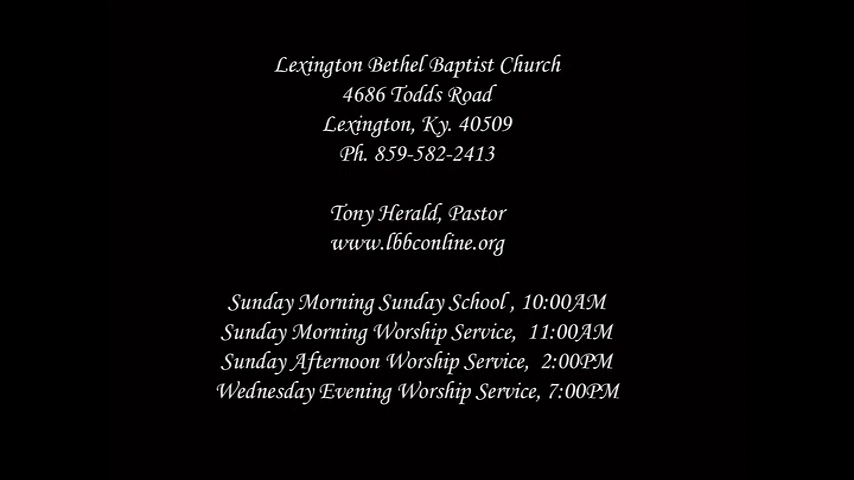 Lexington Bethel Baptist Church
4686 Todds Road
Lexington, Ky. 40509
Ph. 859-582-2413
Tony Herald, Pastor
www.lbbconline.org
Sunday Morning Sunday School , 10:00AM
Sunday Morning Worship Service, 11:00AM
Sunday Afternoon Worship Service, 2:00PM
Wednesday Evening Worship Service, 7:00PM